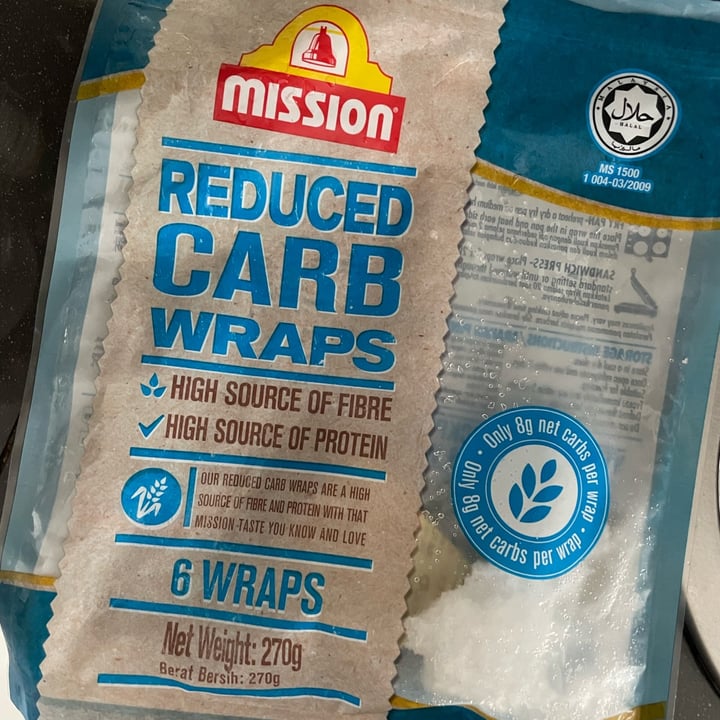 MISSION
REDUCED
CARB
WRAPS
HIGH SOURCE OF FIBRE
HIGH SOURCE OF PROTEIN
OUR REDUCED CARB WRAPS ARE A HIGH
SOURCE OF FIBRE AND PROTEIN WITH THAT
MISSION TASTE YOU KNOW AND LOVE
6 WRAPS
Net Weight: 270g
Berat Bersih: 270g
MALAYSIA
حلال
HALAL
ماليزيا
MS 1500
1 004-03/2009
SANDWICH PRESS- Place wrap
STORAGE INSTRUCTIONS
Only 8g net carbs per wrap •
Only 8g net carbs per wrap •